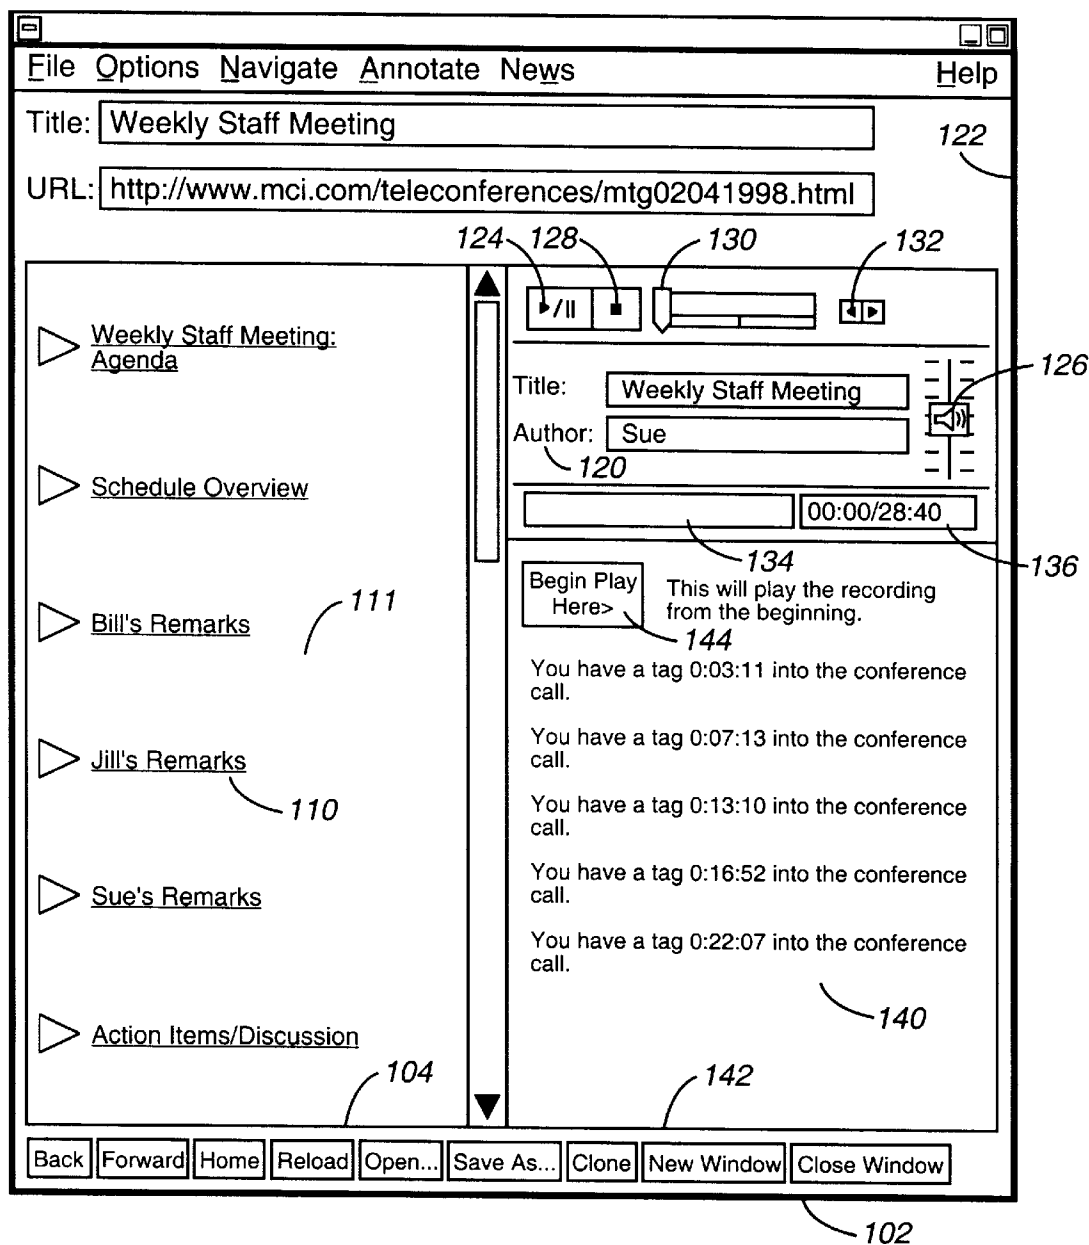 File Options Navigate Annotate News Help
Title: Weekly Staff Meeting
122
URL: http://www.mci.com/teleconferences/mtg02041998.html
124 128 130 132
▶/II ■
Weekly Staff Meeting:
Agenda
Schedule Overview
Bill's Remarks
111
Jill's Remarks
110
Sue's Remarks
Action Items/Discussion
104
Title: Weekly Staff Meeting
126
Author: Sue
120
00:00/28:40
134
136
Begin Play
Here>
This will play the recording
from the beginning.
144
You have a tag 0:03:11 into the conference
call.
You have a tag 0:07:13 into the conference
call.
You have a tag 0:13:10 into the conference
call.
You have a tag 0:16:52 into the conference
call.
You have a tag 0:22:07 into the conference
call.
140
142
Back Forward Home Reload Open... Save As... Clone New Window Close Window
102